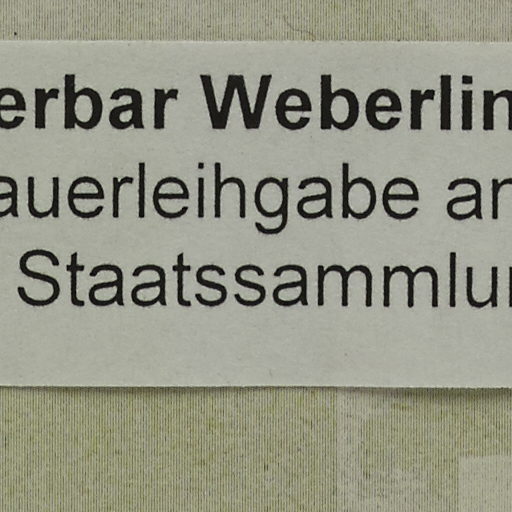 erbar Weberlin
auerleihgabe an
Staatssammlun